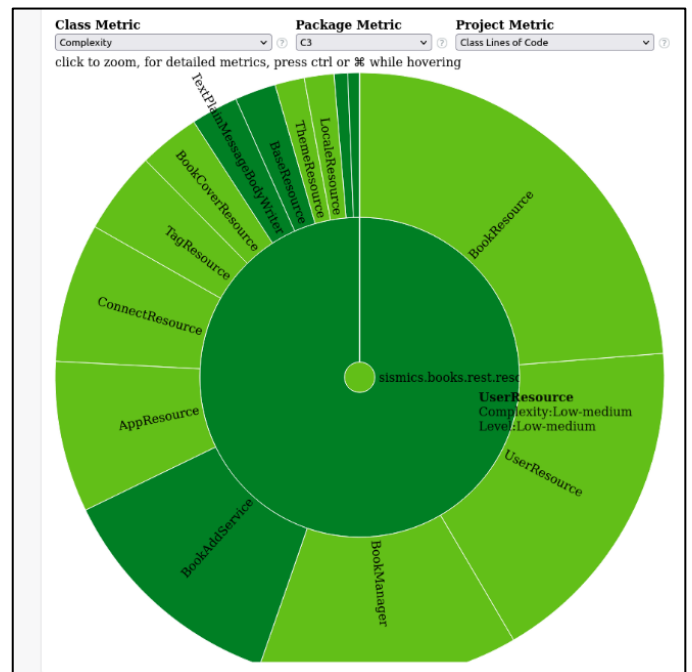 Class Metric
Package Metric
Project Metric
Complexity
?
C3
?
Class Lines of Code
?
click to zoom, for detailed metrics, press ctrl or ⌘ while hovering
TextPlainMessageBodyWriter
BaseResource
ThemeResource
LocaleResource
BookCoverResource
TagResource
ConnectResource
AppResource
BookAddService
BookManager
BookResource
sismics.books.rest.resc
UserResource
Complexity:Low-medium
Level:Low-medium
UserResource